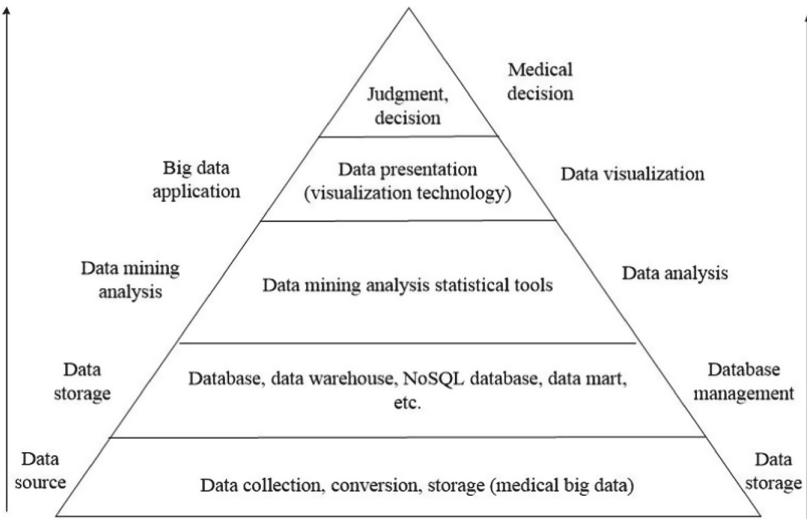 Medical
decision
Judgment,
decision
Big data
application
Data presentation
(visualization technology)
Data visualization
Data mining
analysis
Data mining analysis statistical tools
Data analysis
Data
storage
Database, data warehouse, NoSQL database, data mart,
etc.
Database
management
Data
source
Data collection, conversion, storage (medical big data)
Data
storage